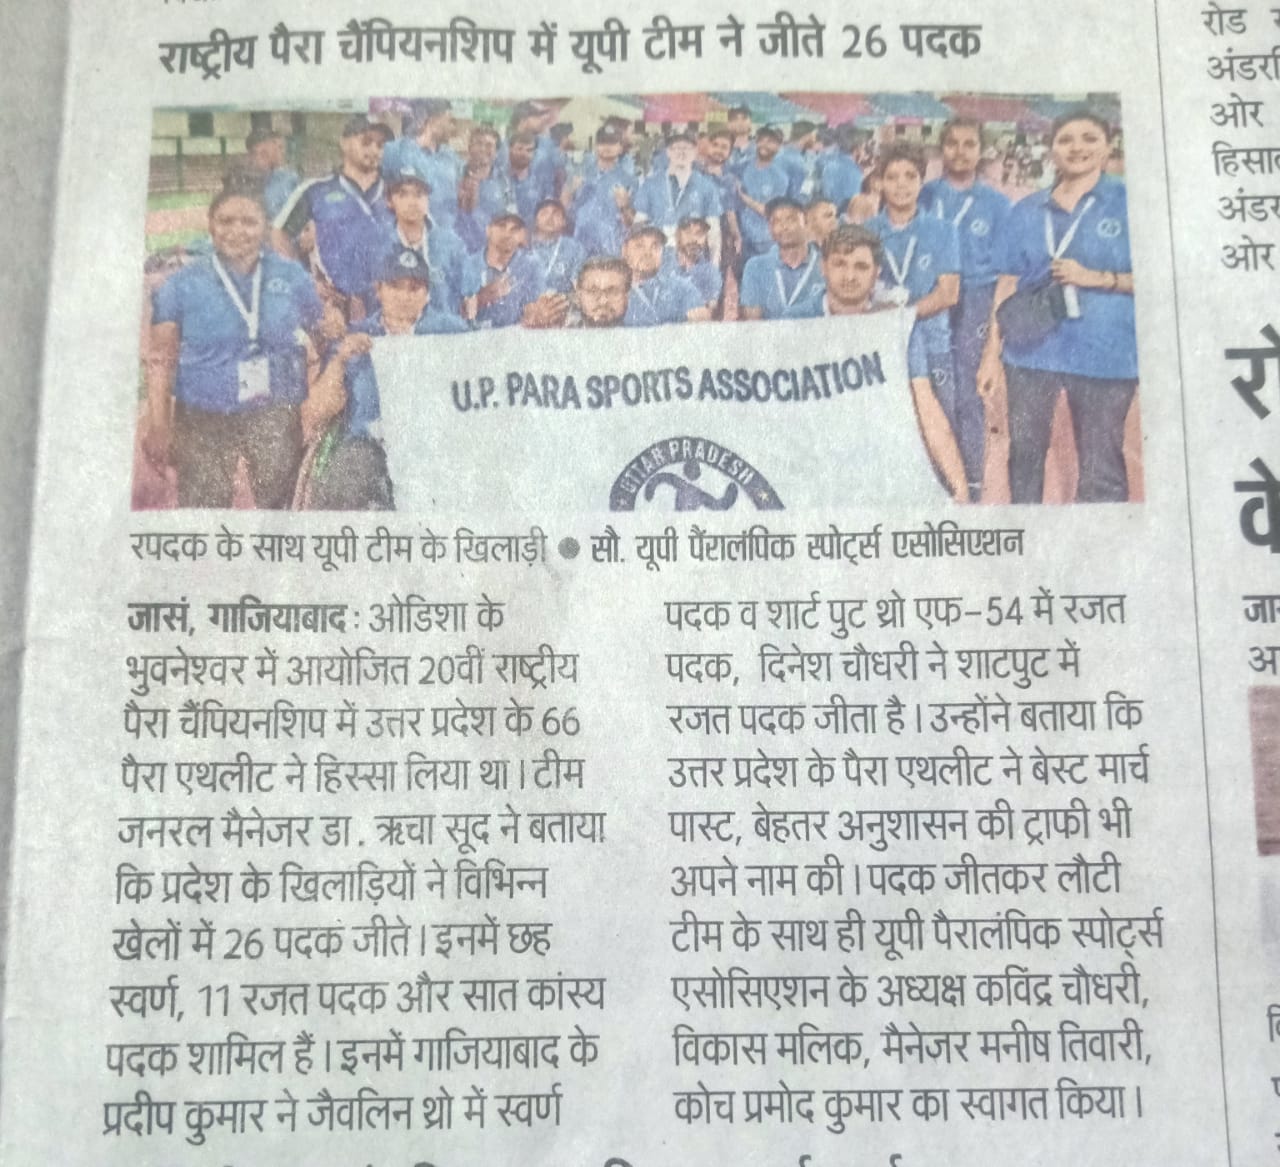 राष्ट्रीय पैरा चैंपियनशिप में यूपी टीम ने जीते 26 पदक
U.P. PARA SPORTS ASSOCIATION
UTTAR PRADESH
रपदक के साथ यूपी टीम के खिलाड़ी ● सौ. यूपी पैरालंपिक स्पोर्ट्स एसोसिएशन
जासं, गाजियाबाद : ओडिशा के
भुवनेश्वर में आयोजित 20वीं राष्ट्रीय
पैरा चैंपियनशिप में उत्तर प्रदेश के 66
पैरा एथलीट ने हिस्सा लिया था। टीम
जनरल मैनेजर डा. ऋचा सूद ने बताया
कि प्रदेश के खिलाड़ियों ने विभिन्न
खेलों में 26 पदक जीते। इनमें छह
स्वर्ण, 11 रजत पदक और सात कांस्य
पदक शामिल हैं। इनमें गाजियाबाद के
प्रदीप कुमार ने जैवलिन थ्रो में स्वर्ण
पदक व शार्ट पुट थ्रो एफ-54 में रजत
पदक, दिनेश चौधरी ने शाटपुट में
रजत पदक जीता है। उन्होंने बताया कि
उत्तर प्रदेश के पैरा एथलीट ने बेस्ट मार्च
पास्ट, बेहतर अनुशासन की ट्राफी भी
अपने नाम की। पदक जीतकर लौटी
टीम के साथ ही यूपी पैरालंपिक स्पोर्ट्स
एसोसिएशन के अध्यक्ष कविंद्र चौधरी,
विकास मलिक, मैनेजर मनीष तिवारी,
कोच प्रमोद कुमार का स्वागत किया।
रोड
ओर
ओर